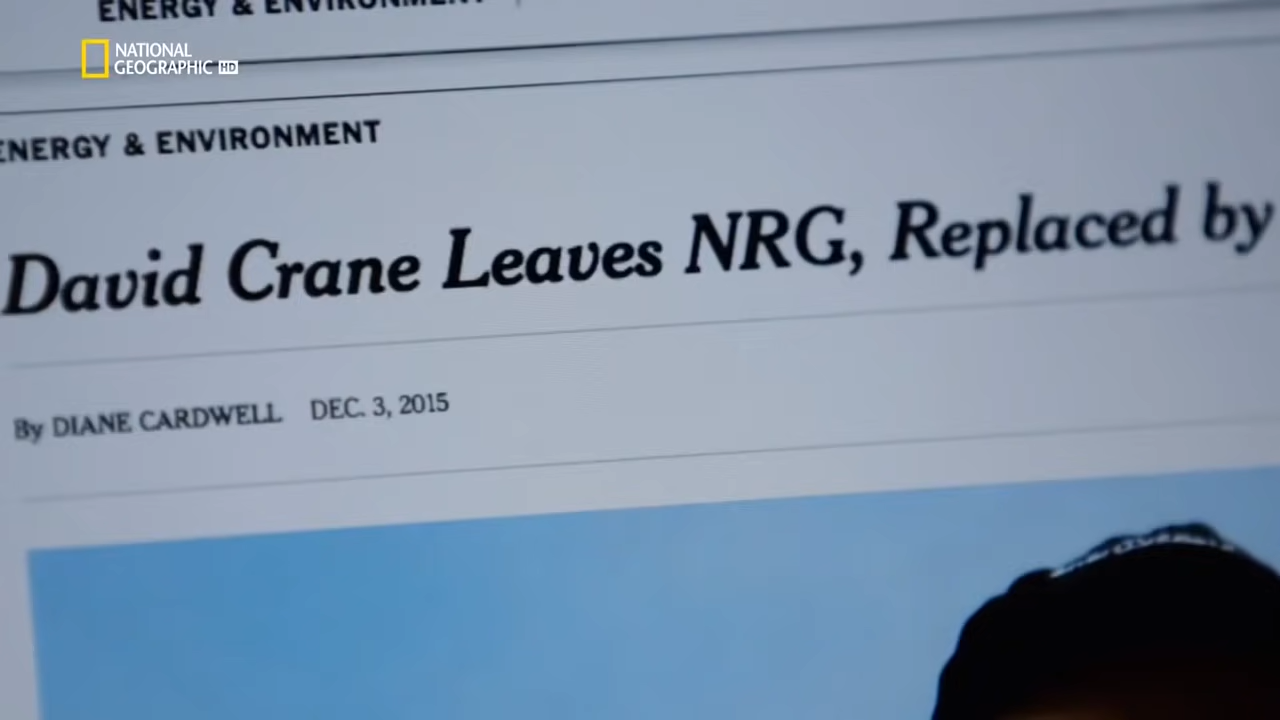 ENERGY & ENVIRONMENT
NATIONAL
GEOGRAPHIC HD
ENERGY & ENVIRONMENT
David Crane Leaves NRG, Replaced by
By DIANE CARDWELL DEC. 3, 2015